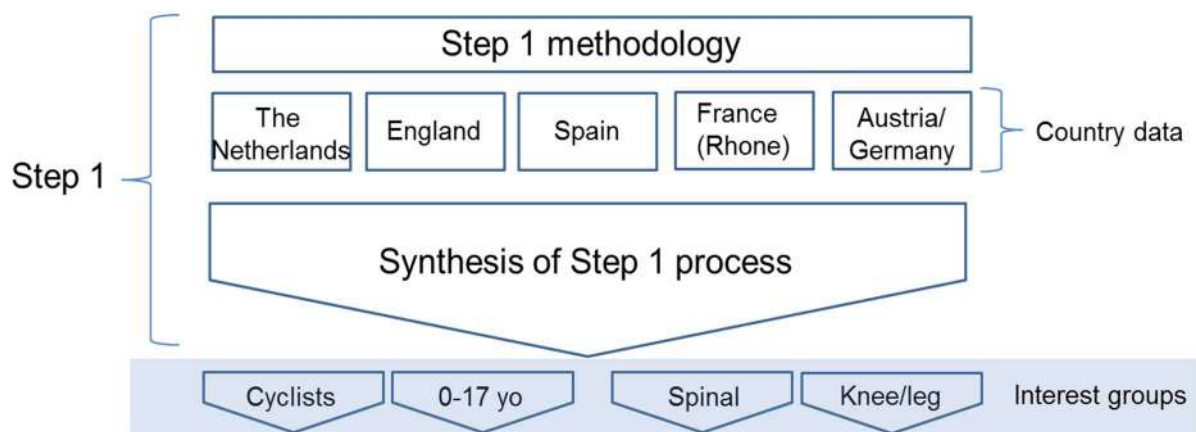 Step 1 methodology
The
Netherlands
England
Spain
France
(Rhone)
Austria/
Germany
Country data
Step 1
Synthesis of Step 1 process
Cyclists
0-17 yo
Spinal
Knee/leg
Interest groups